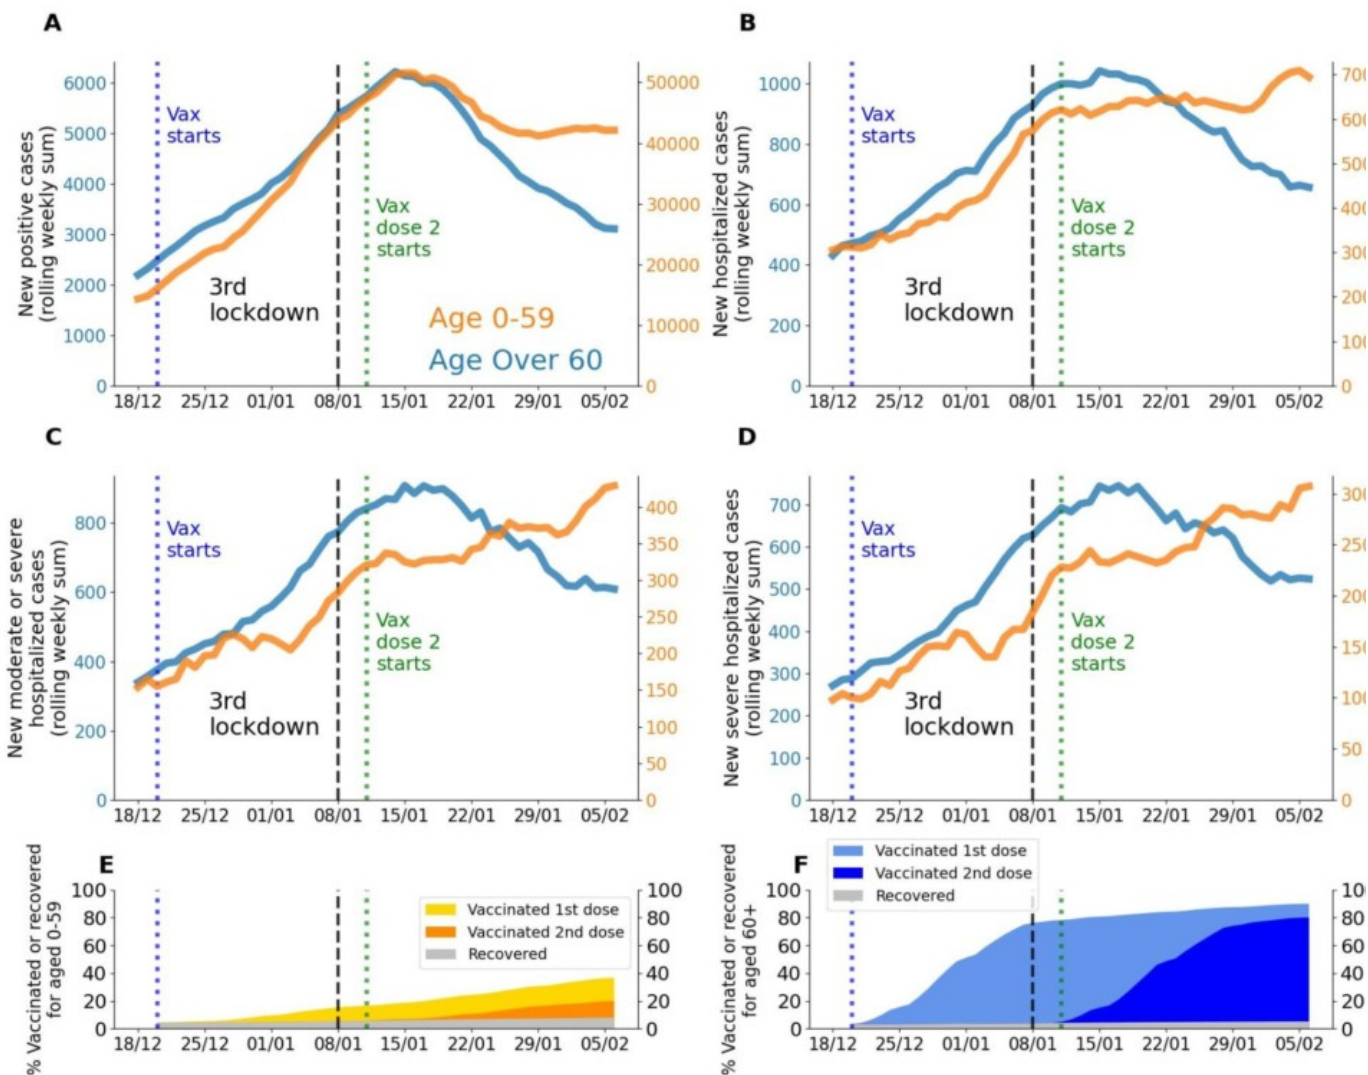 A
New positive cases
(rolling weekly sum)
6000
5000
4000
3000
2000
1000
0
50000
40000
30000
20000
10000
0
Vax
starts
3rd
lockdown
Vax
dose 2
starts
Age 0-59
Age Over 60
18/12 25/12 01/01 08/01 15/01 22/01 29/01 05/02
B
New hospitalized cases
(rolling weekly sum)
1000
800
600
400
200
0
700
600
500
400
300
200
100
0
Vax
starts
3rd
lockdown
Vax
dose 2
starts
18/12 25/12 01/01 08/01 15/01 22/01 29/01 05/02
C
New moderate or severe
hospitalized cases
(rolling weekly sum)
800
600
400
200
0
400
350
300
250
200
150
100
50
0
Vax
starts
3rd
lockdown
Vax
dose 2
starts
18/12 25/12 01/01 08/01 15/01 22/01 29/01 05/02
D
New severe hospitalized cases
(rolling weekly sum)
700
600
500
400
300
200
100
0
300
250
200
150
100
50
0
Vax
starts
3rd
lockdown
Vax
dose 2
starts
18/12 25/12 01/01 08/01 15/01 22/01 29/01 05/02
E
% Vaccinated or recovered
for aged 0-59
100
80
60
40
20
0
100
80
60
40
20
0
Vaccinated 1st dose
Vaccinated 2nd dose
Recovered
18/12 25/12 01/01 08/01 15/01 22/01 29/01 05/02
F
% Vaccinated or recovered
for aged 60+
100
80
60
40
20
0
100
80
60
40
20
0
Vaccinated 1st dose
Vaccinated 2nd dose
Recovered
18/12 25/12 01/01 08/01 15/01 22/01 29/01 05/02